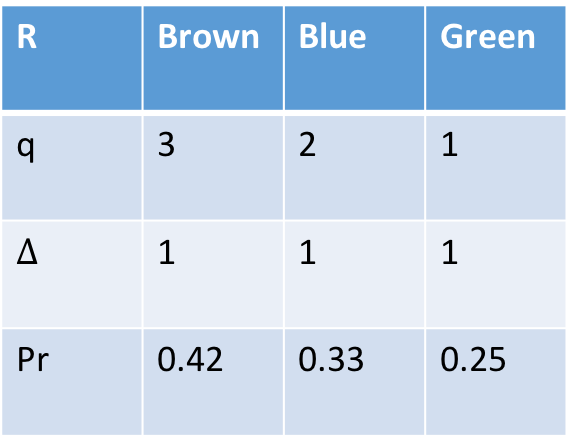 R Brown Blue Green
q 3 2 1
Δ 1 1 1
Pr 0.42 0.33 0.25